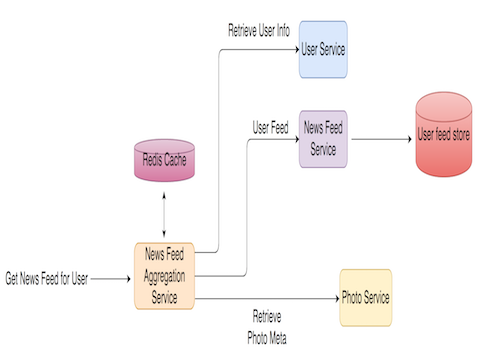 Retrieve User Info
User Service
User Feed
News Feed
Service
User feed store
Redis Cache
Get News Feed for User
News Feed
Aggregation
Service
Photo Service
Retrieve
Photo Meta